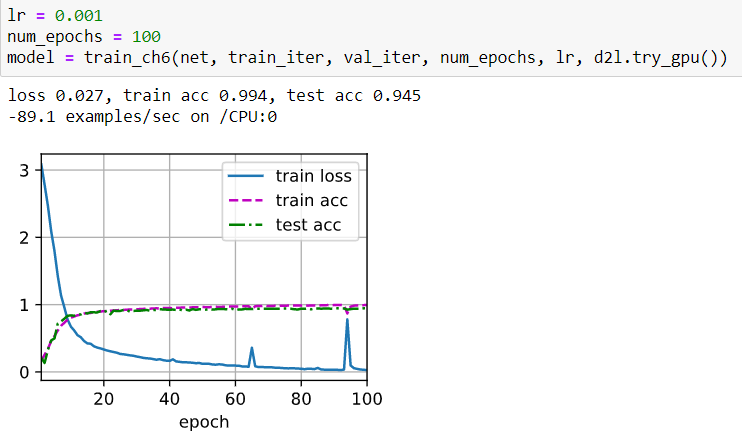 lr = 0.001
num_epochs = 100
model = train_ch6(net, train_iter, val_iter, num_epochs, lr, d2l.try_gpu())
loss 0.027, train acc 0.994, test acc 0.945
-89.1 examples/sec on /CPU:0
train loss
train acc
test acc
3
2
1
0
20 40 60 80 100
epoch